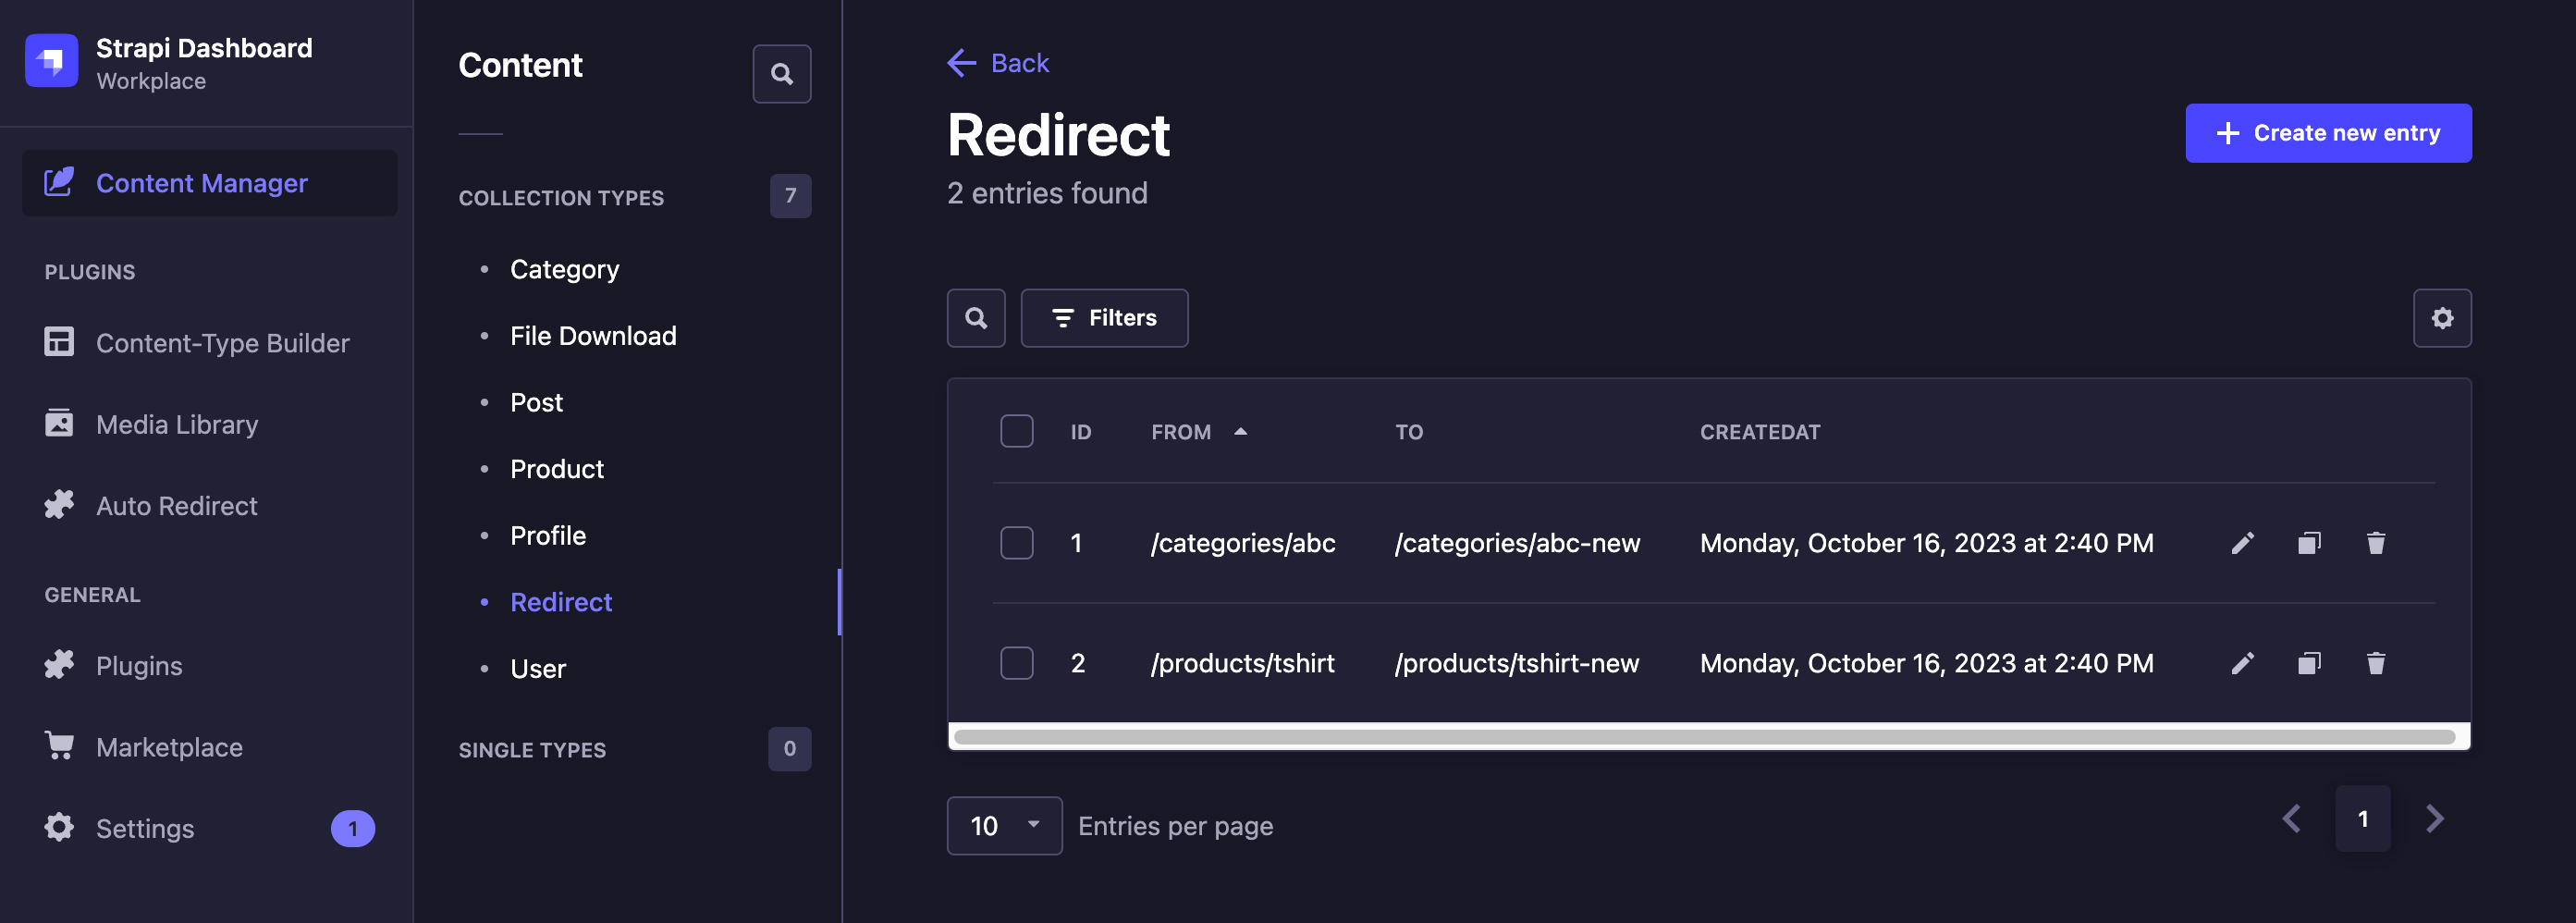 Strapi Dashboard
Workplace
Content Manager
PLUGINS
Content-Type Builder
Media Library
Auto Redirect
GENERAL
Plugins
Marketplace
Settings 1
Content
COLLECTION TYPES 7
Category
File Download
Post
Product
Profile
Redirect
User
SINGLE TYPES 0
Back
Redirect
2 entries found
Create new entry
Filters
ID FROM TO CREATEDAT
1 /categories/abc /categories/abc-new Monday, October 16, 2023 at 2:40 PM
2 /products/tshirt /products/tshirt-new Monday, October 16, 2023 at 2:40 PM
10 Entries per page
1